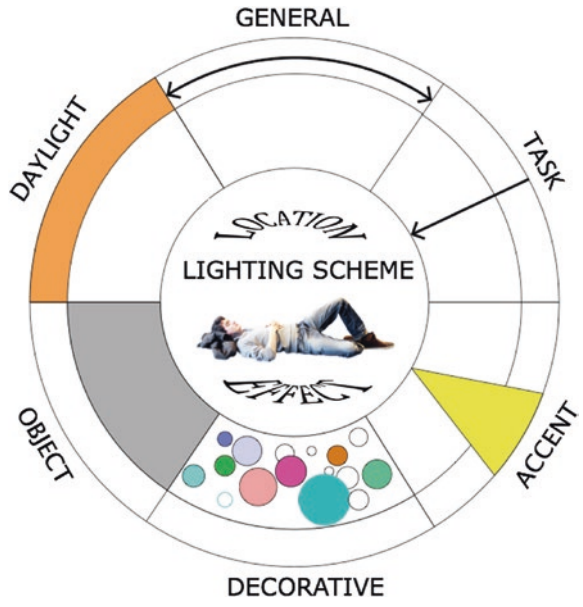 GENERAL
DAYLIGHT
TASK
LOCATION
LIGHTING SCHEME
EFFECT
OBJECT
ACCENT
DECORATIVE